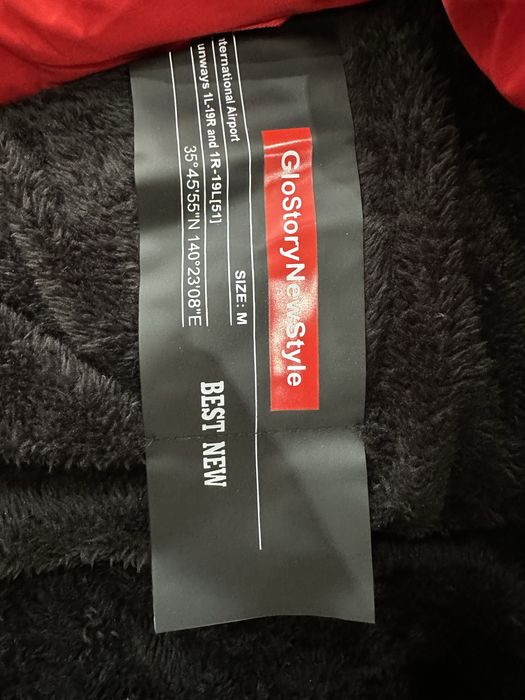 GloStoryNewStyle
SIZE: M
International Airport
unways 1L-19R and 1R-19L[51]
35°45'55"N 140°23'08"E
BEST NEW